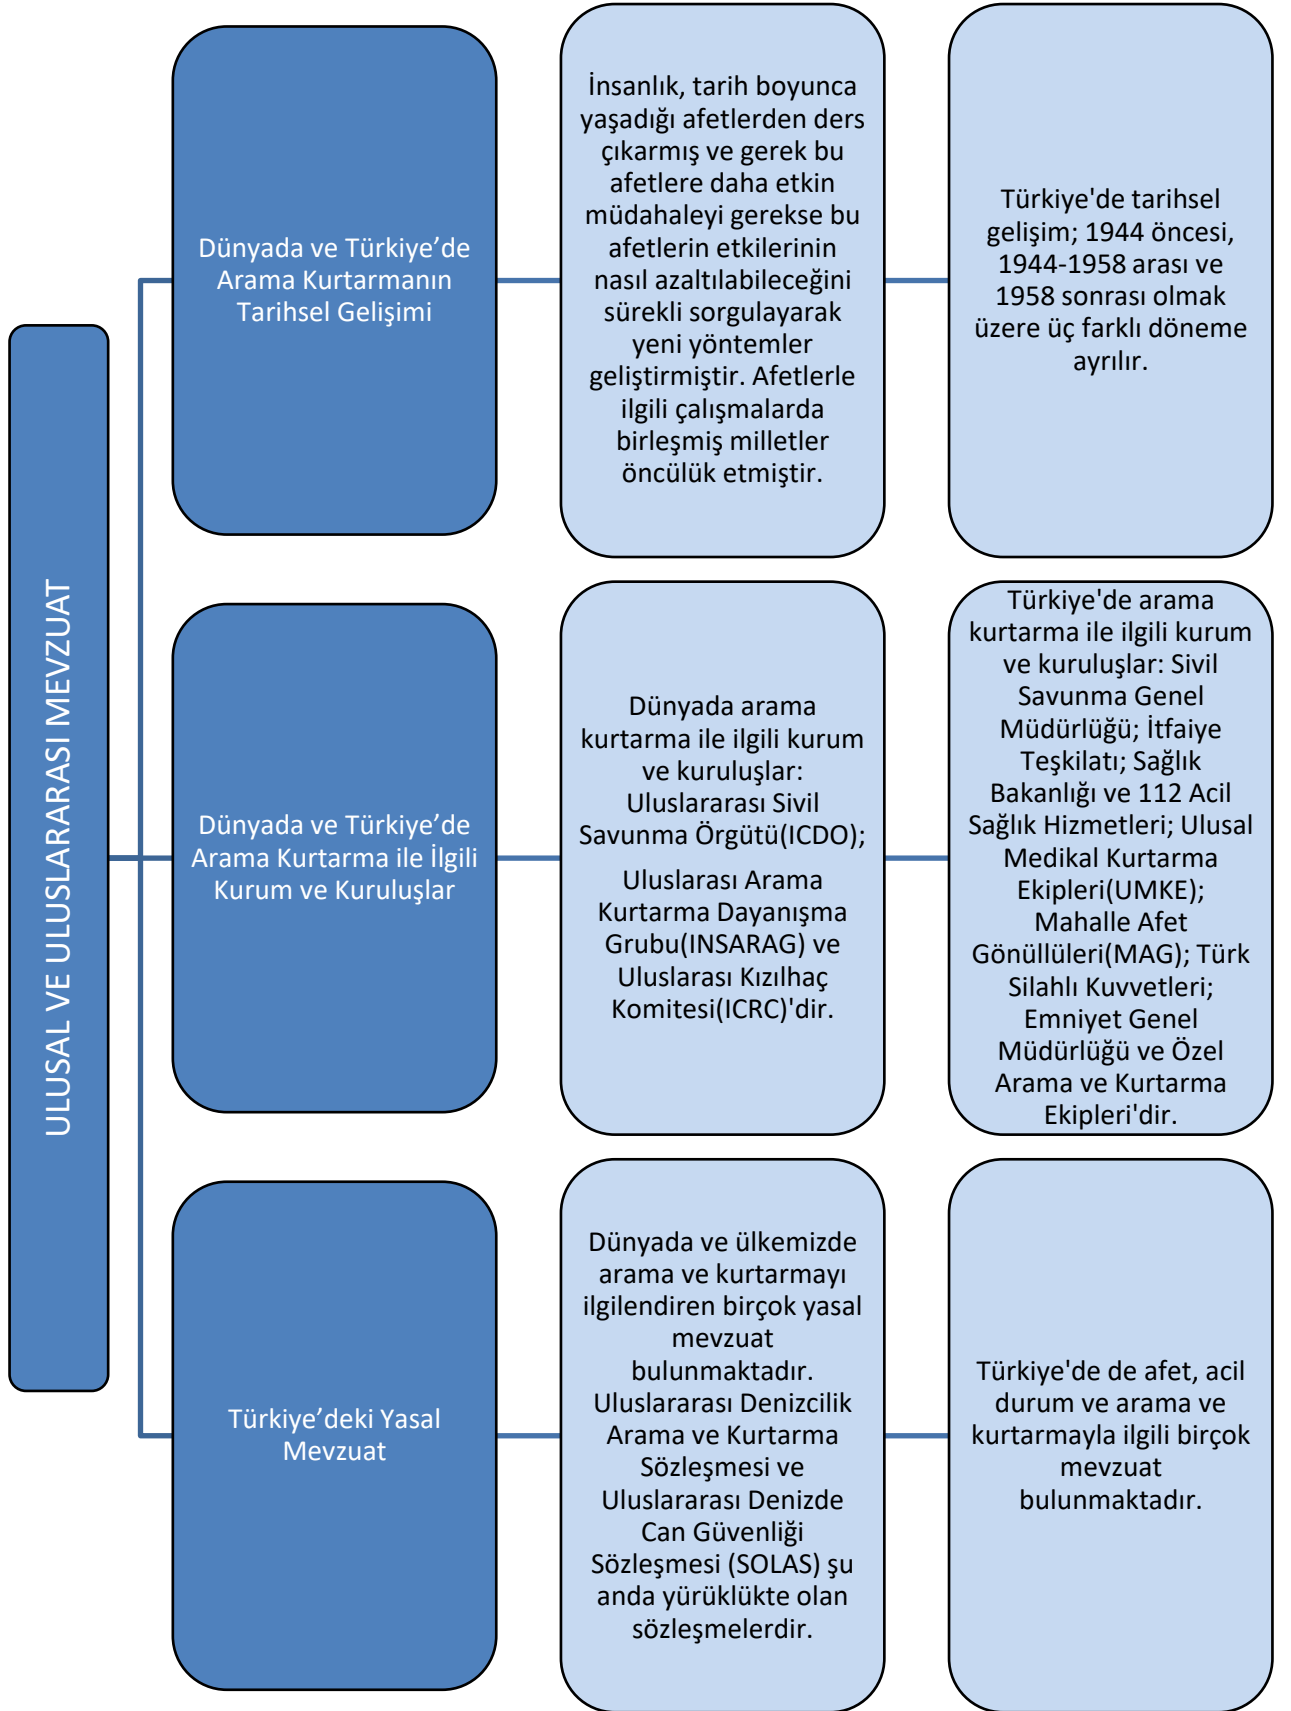 ULUSAL VE ULUSLARARASI MEVZUAT
Dünyada ve Türkiye’de
Arama Kurtarmanın
Tarihsel Gelişimi
İnsanlık, tarih boyunca
yaşadığı afetlerden ders
çıkarmış ve gerek bu
afetlere daha etkin
müdahaleyi gerekse bu
afetlerin etkilerinin
nasıl azaltılabileceğini
sürekli sorgulayarak
yeni yöntemler
geliştirmiştir. Afetlerle
ilgili çalışmalarda
birleşmiş milletler
öncülük etmiştir.
Türkiye'de tarihsel
gelişim; 1944 öncesi,
1944-1958 arası ve
1958 sonrası olmak
üzere üç farklı döneme
ayrılır.
Dünyada ve Türkiye’de
Arama Kurtarma ile İlgili
Kurum ve Kuruluşlar
Dünyada arama
kurtarma ile ilgili kurum
ve kuruluşlar:
Uluslararası Sivil
Savunma Örgütü(ICDO);
Uluslarası Arama
Kurtarma Dayanışma
Grubu(INSARAG) ve
Uluslarası Kızılhaç
Komitesi(ICRC)'dir.
Türkiye'de arama
kurtarma ile ilgili kurum
ve kuruluşlar: Sivil
Savunma Genel
Müdürlüğü; İtfaiye
Teşkilatı; Sağlık
Bakanlığı ve 112 Acil
Sağlık Hizmetleri; Ulusal
Medikal Kurtarma
Ekipleri(UMKE);
Mahalle Afet
Gönüllüleri(MAG); Türk
Silahlı Kuvvetleri;
Emniyet Genel
Müdürlüğü ve Özel
Arama ve Kurtarma
Ekipleri'dir.
Türkiye’deki Yasal
Mevzuat
Dünyada ve ülkemizde
arama ve kurtarmayı
ilgilendiren birçok yasal
mevzuat
bulunmaktadır.
Uluslararası Denizcilik
Arama ve Kurtarma
Sözleşmesi ve
Uluslararası Denizde
Can Güvenliği
Sözleşmesi (SOLAS) şu
anda yürüklükte olan
sözleşmelerdir.
Türkiye'de de afet, acil
durum ve arama ve
kurtarmayla ilgili birçok
mevzuat
bulunmaktadır.